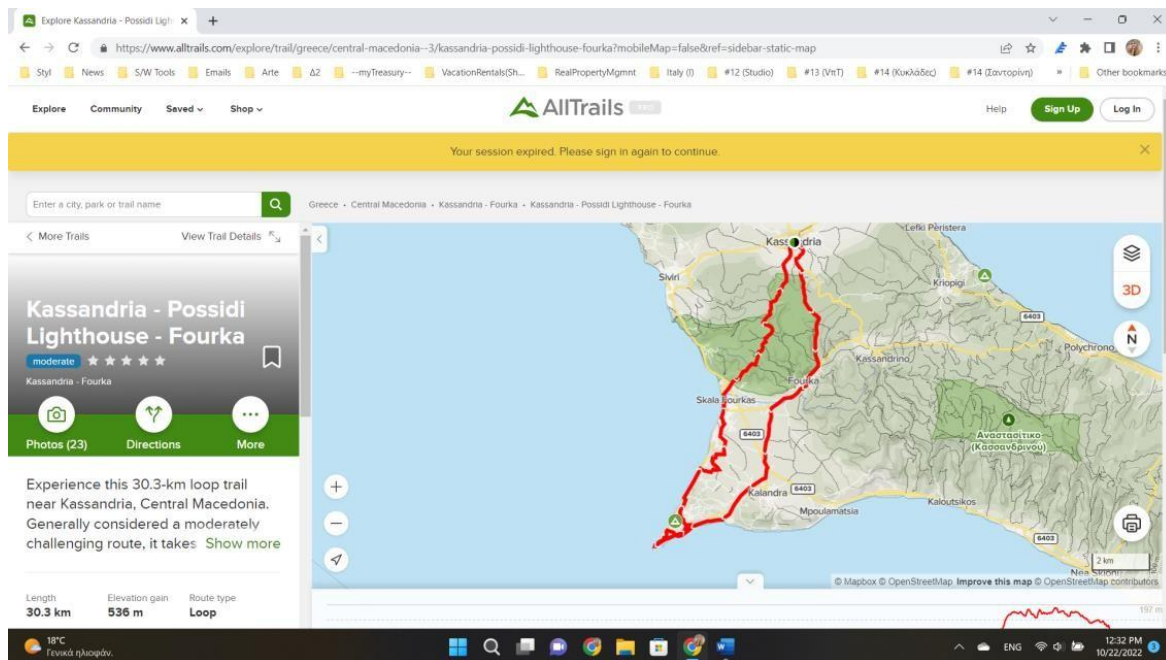 Explore Kassandria - Possidi Ligh
https://www.alltrails.com/explore/trail/greece/central-macedonia--3/kassandria-possidi-lighthouse-fourka?mobileMap=false&ref=sidebar-static-map
Styl News S/W Tools Emails Arte Δ2 --myTreasury-- VacationRentals(Sh... RealPropertyMgmnt Italy (I) #12 (Studio) #13 (VπT) #14 (Κυκλάδες) #14 (Σαντορίνη) » Other bookmarks
Explore Community Saved Shop AllTrails Help Sign Up Log In
Your session expired. Please sign in again to continue.
Enter a city, park or trail name
Greece • Central Macedonia • Kassandria - Fourka • Kassandria - Possidi Lighthouse - Fourka
< More Trails View Trail Details
Kassandria - Possidi
Lighthouse - Fourka
moderate
Kassandria - Fourka
Photos (23) Directions More
Experience this 30.3-km loop trail
near Kassandria, Central Macedonia.
Generally considered a moderately
challenging route, it takes Show more
Length Elevation gain Route type
30.3 km 536 m Loop
Lefki Peristera
Siviri
Kriopigi
3D
6403
N
Polychrono
Kassandrino
Fourka
Skala Fourkas
6403
Αναστασίτικο
(Κασσανδρινού)
Kalandra 6403
Kaloutsikos
Mpoulamatsia
6403
2 km
Nea Skioni
© Mapbox © OpenStreetMap Improve this map © OpenStreetMap contributors
197 m
18°C
Γενικά ηλιοφάν.
ENG
12:32 PM
10/22/2022